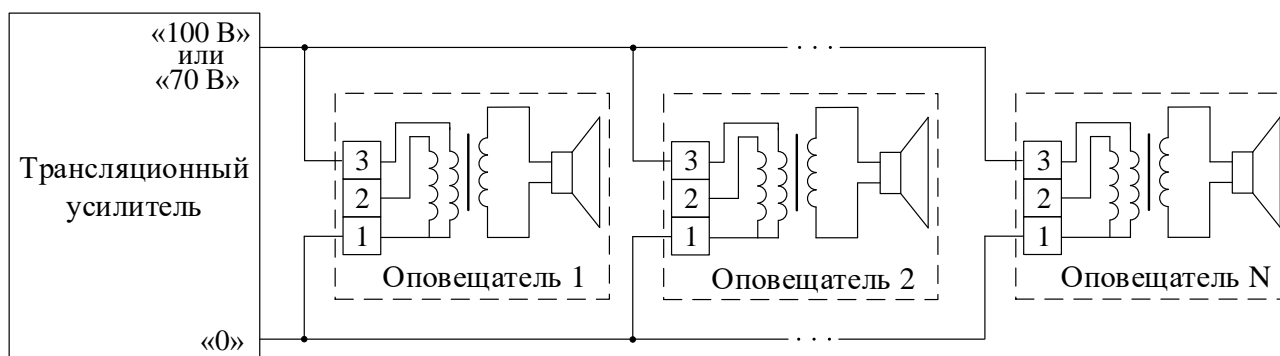 «100 В»
или
«70 В»
Трансляционный
усилитель
«0»
3
2
1
Оповещатель 1
3
2
1
Оповещатель 2
. . .
. . .
3
2
1
Оповещатель N